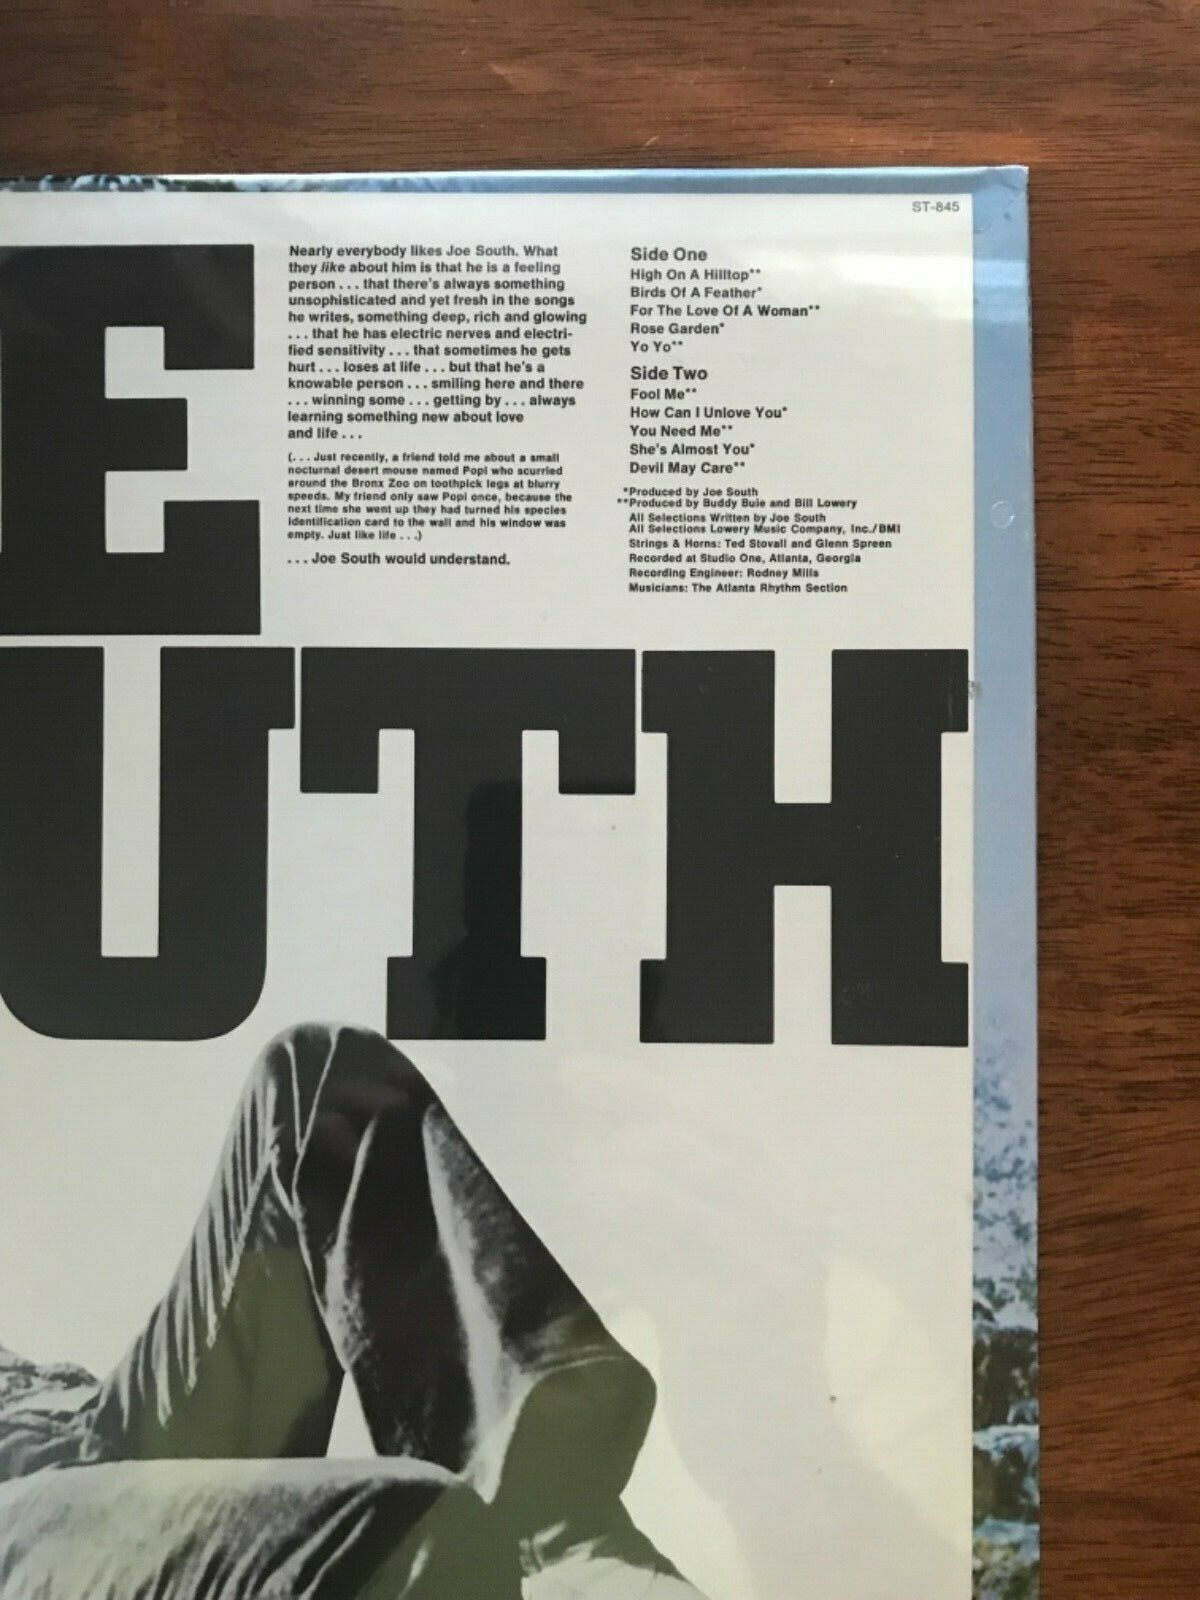 ST-845
E
Nearly everybody likes Joe South. What
they like about him is that he is a feeling
person . . . that there's always something
unsophisticated and yet fresh in the songs
he writes, something deep, rich and glowing
. . . that he has electric nerves and electri-
fied sensitivity . . . that sometimes he gets
hurt . . . loses at life . . . but that he's a
knowable person . . . smiling here and there
. . . winning some . . . getting by . . . always
learning something new about love
and life . . .
(. . . Just recently, a friend told me about a small
nocturnal desert mouse named Popi who scurried
around the Bronx Zoo on toothpick legs at blurry
speeds. My friend only saw Popi once, because the
next time she went up they had turned his species
identification card to the wall and his window was
empty. Just like life . . .)
. . . Joe South would understand.
Side One
High On A Hilltop**
Birds Of A Feather*
For The Love Of A Woman**
Rose Garden*
Yo Yo**
Side Two
Fool Me**
How Can I Unlove You*
You Need Me**
She's Almost You*
Devil May Care**
*Produced by Joe South
**Produced by Buddy Buie and Bill Lowery
All Selections Written by Joe South
All Selections Lowery Music Company, Inc./BMI
Strings & Horns: Ted Stovall and Glenn Spreen
Recorded at Studio One, Atlanta, Georgia
Recording Engineer: Rodney Mills
Musicians: The Atlanta Rhythm Section
UTH